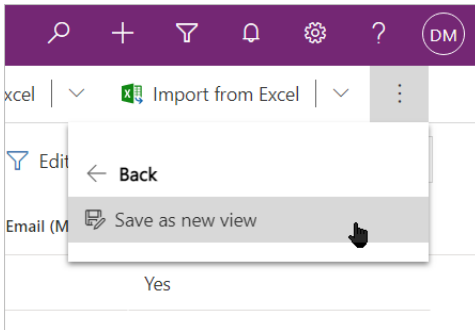 ?
DM
xcel
Import from Excel
Edit
Back
Save as new view
Email (M
Yes